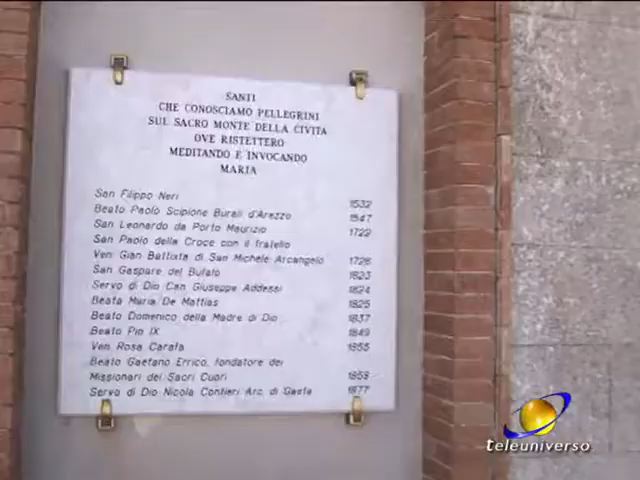 SANTI
CHE CONOSCIAMO PELLEGRINI
SUL SACRO MONTE DELLA CIVITA
OVE RISTETTERO
MEDITANDO E INVOCANDO
MARIA
San Filippo Neri 1532
Beato Paolo Scipione Burali d'Arezzo 1547
San Leonardo da Porto Maurizio 1722
San Paolo della Croce con il fratello
Ven. Gian Battista di San Michele Arcangelo 1726
San Gaspare del Bufalo 1823
Servo di Dio Can. Giuseppe Addessi 1824
Beata Maria De Mattias 1825
Beato Domenico della Madre di Dio 1837
Beato Pio IX 1849
Ven. Rosa Carafa 1855
Beato Gaetano Errico, fondatore dei
Missionari dei Sacri Cuori 1858
Servo di Dio Nicola Contieri Arc. di Gaeta 1877
teleuniverso